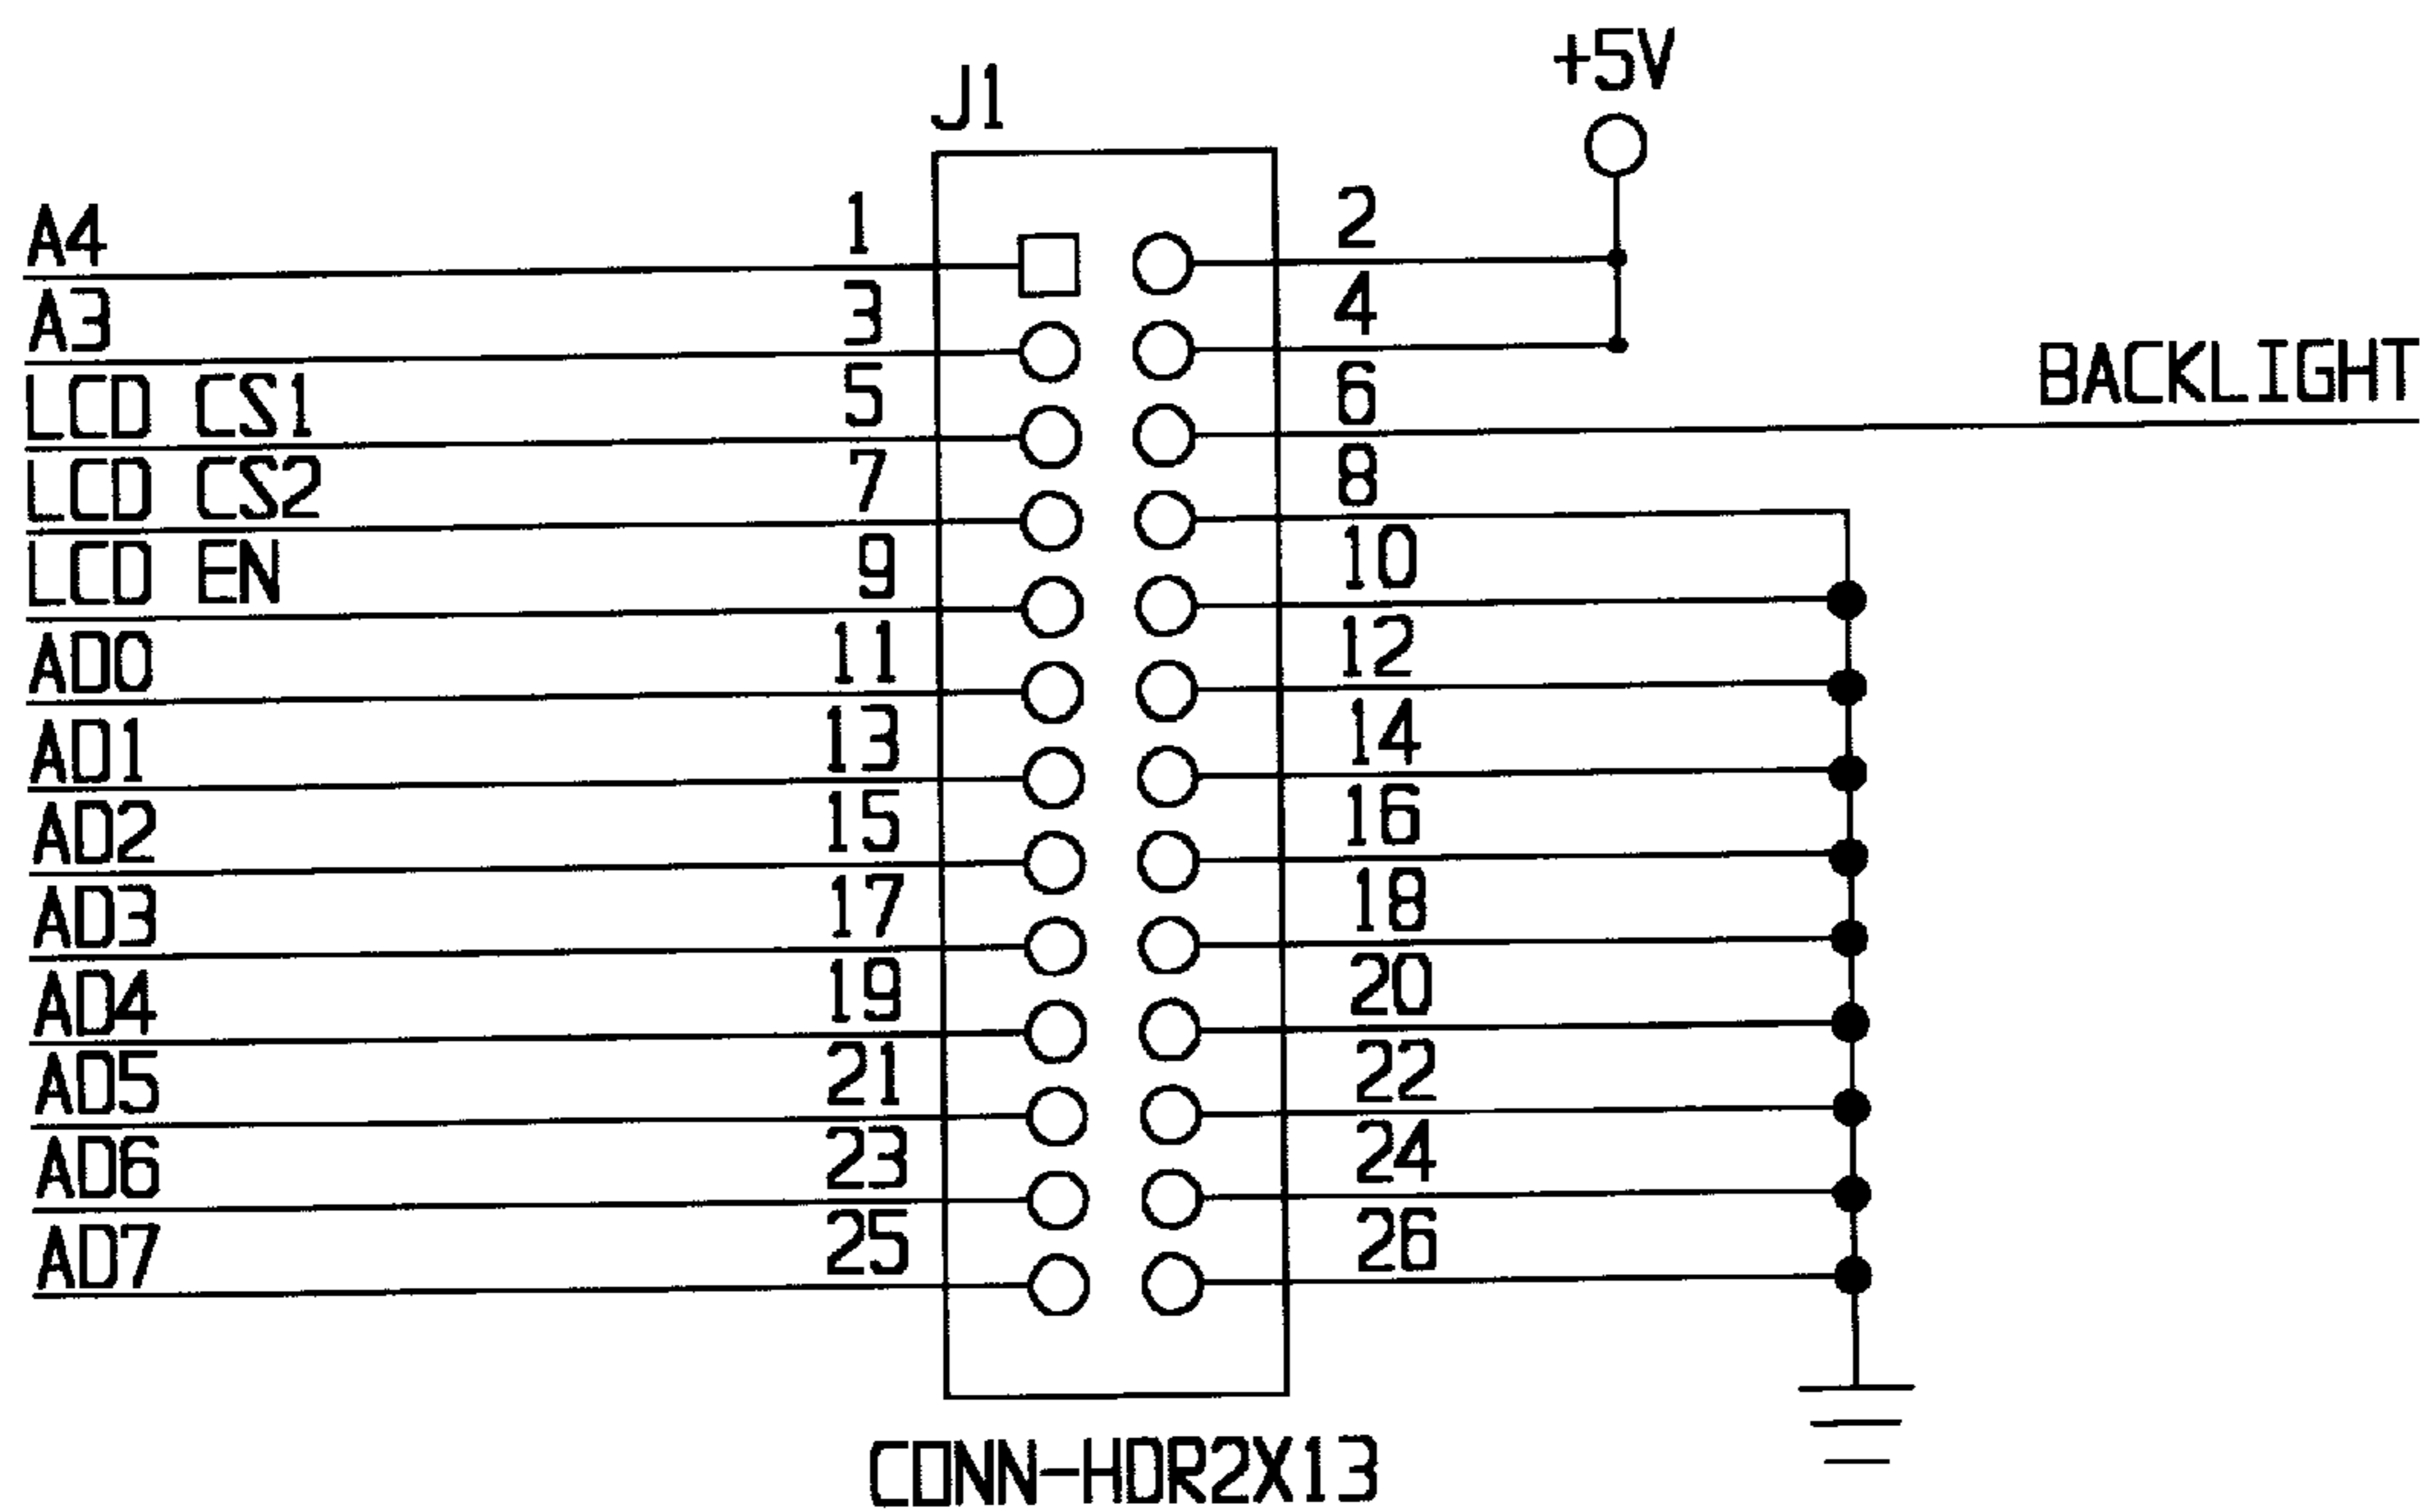 +5V
J1
A4 1 2
A3 3 4
LCD CS1 5 6 BACKLIGHT
LCD CS2 7 8
LCD EN 9 10
AD0 11 12
AD1 13 14
AD2 15 16
AD3 17 18
AD4 19 20
AD5 21 22
AD6 23 24
AD7 25 26
CONN-HDR2X13